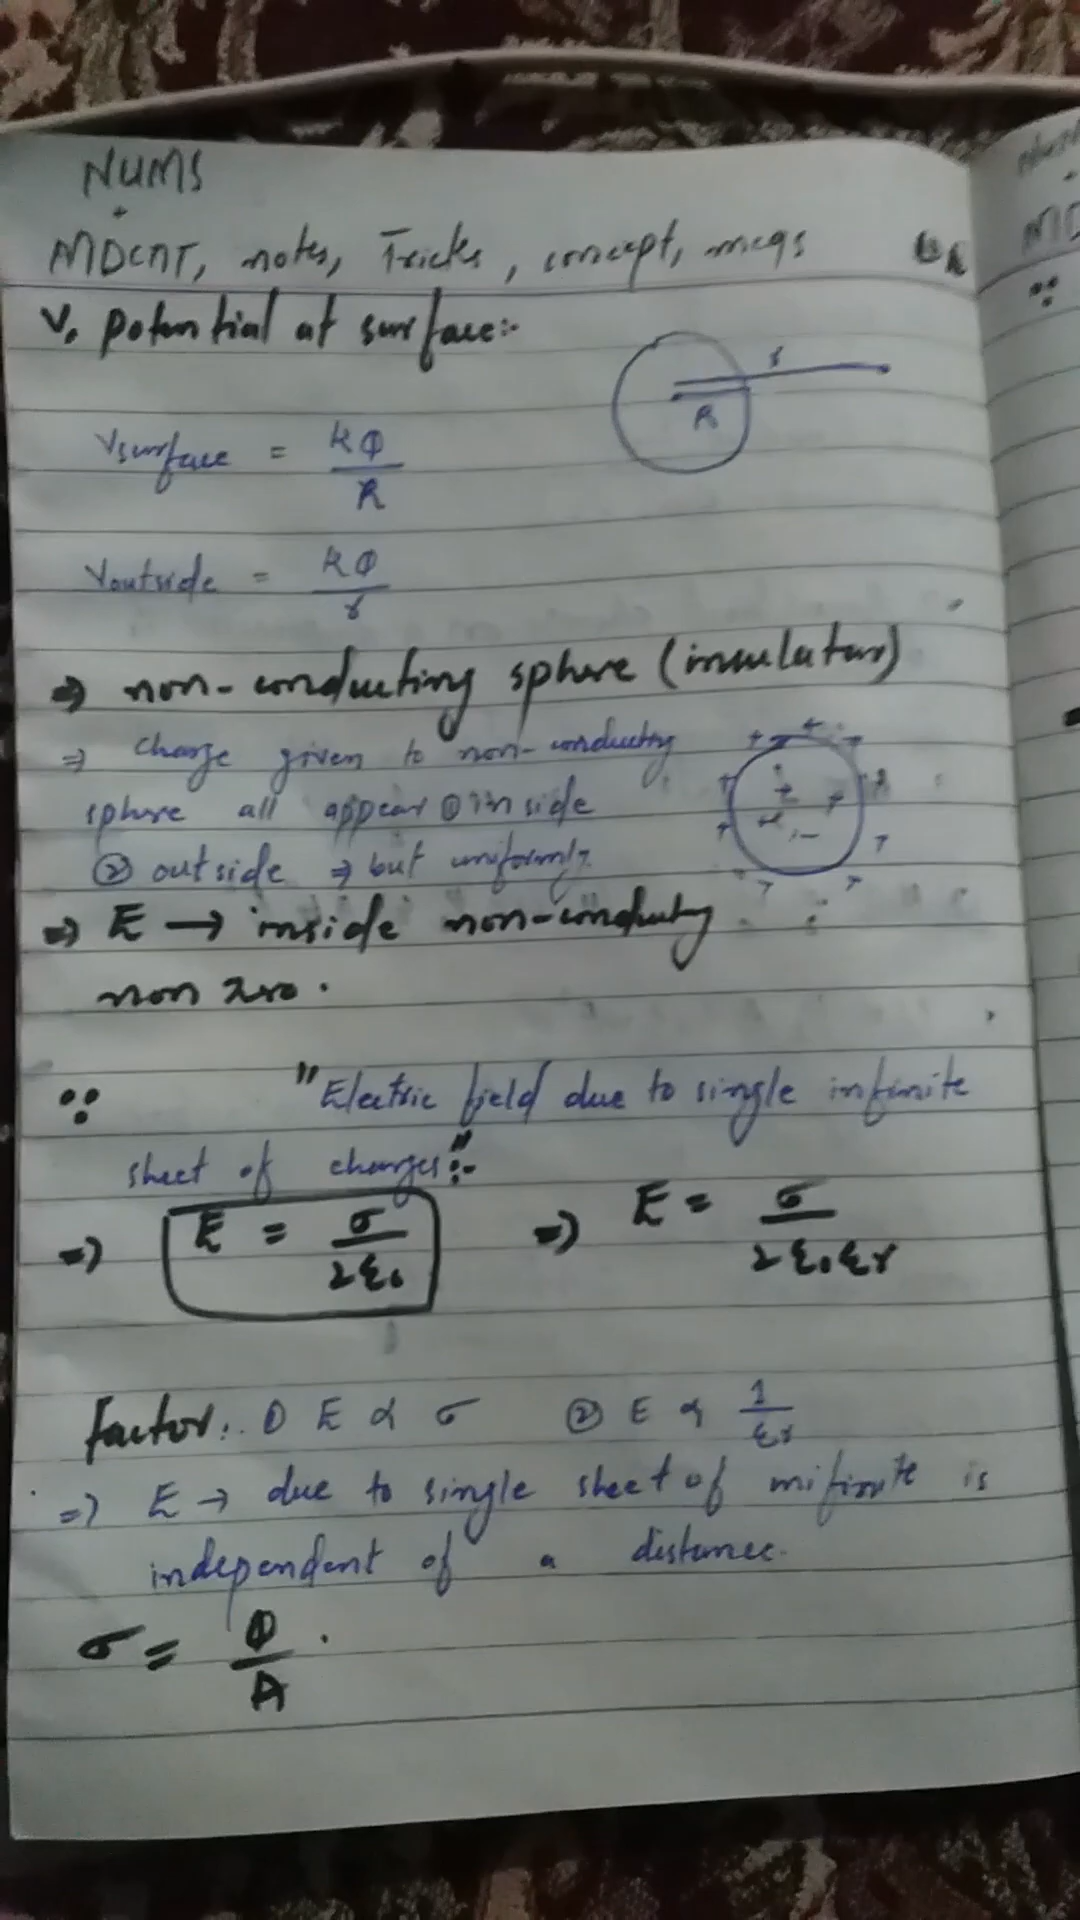 NUMS
+
MDCAT, notes, Tricks, concept, mcqs
V. potential at surface:-
r
R
Vsurface = kQ/R
Voutside = kQ/r
⇒ non-conducting sphere (insulator)
⇒ charge given to non-conducting
sphere all appear ① inside
② outside ⇒ but uniformly.
⇒ E → inside non-conducting
non zero.
"Electric field due to single infinite
sheet of charges":-
⇒ E = σ/2ε₀ ⇒ E = σ/2ε₀εr
Factor:. ① E ∝ σ ② E ∝ 1/εr
⇒ E → due to single sheet of infinite is
independent of a distance.
σ = Q/A.